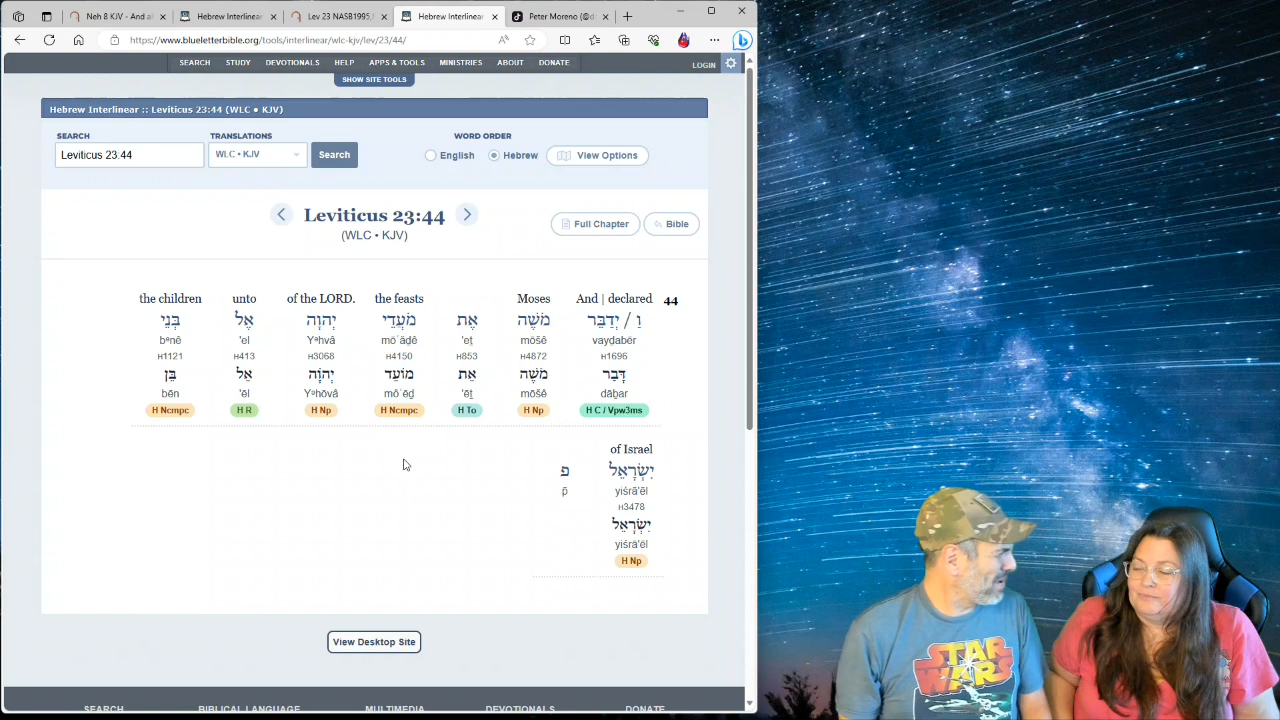 Neh 8 KJV - And al
Hebrew Interlinea
Lev 23 NASB1995,
Hebrew Interlinea
Peter Moreno (@d
https://www.blueletterbible.org/tools/interlinear/wlc-kjv/lev/23/44/
SEARCH STUDY DEVOTIONALS HELP APPS & TOOLS MINISTRIES ABOUT DONATE LOGIN
SHOW SITE TOOLS
Hebrew Interlinear :: Leviticus 23:44 (WLC • KJV)
SEARCH TRANSLATIONS WORD ORDER
Leviticus 23:44 WLC • KJV Search English Hebrew View Options
Leviticus 23:44
(WLC • KJV)
Full Chapter Bible
the children unto of the LORD. the feasts Moses And | declared 44
וַ / יְדַבֵּר מֹשֶׁה אֶת מֹעֲדֵי יְהוָה אֶל בְּנֵי
bᵊnê 'el Yᵊhvâ mô`ăḏê 'eṯ mōšê vayḏabēr
H1121 H413 H3068 H4150 H853 H4872 H1696
דָּבַר מֹשֶׁה אֵת מוֹעֵד יְהֹוָה אֵל בֵּן
bēn 'ēl Yᵊhōvâ mô`ēḏ 'ēṯ mōšê dāḇar
H Ncmpc H R H Np H Ncmpc H To H Np H C / Vpw3ms
of Israel
יִשְׂרָאֵל פ
p̄ yiśrā'ēl
H3478
יִשְׂרָאֵל
yiśrā'ēl
H Np
View Desktop Site
SEARCH BIBLICAL LANGUAGE MULTIMEDIA DEVOTIONALS DONATE
STAR
WARS